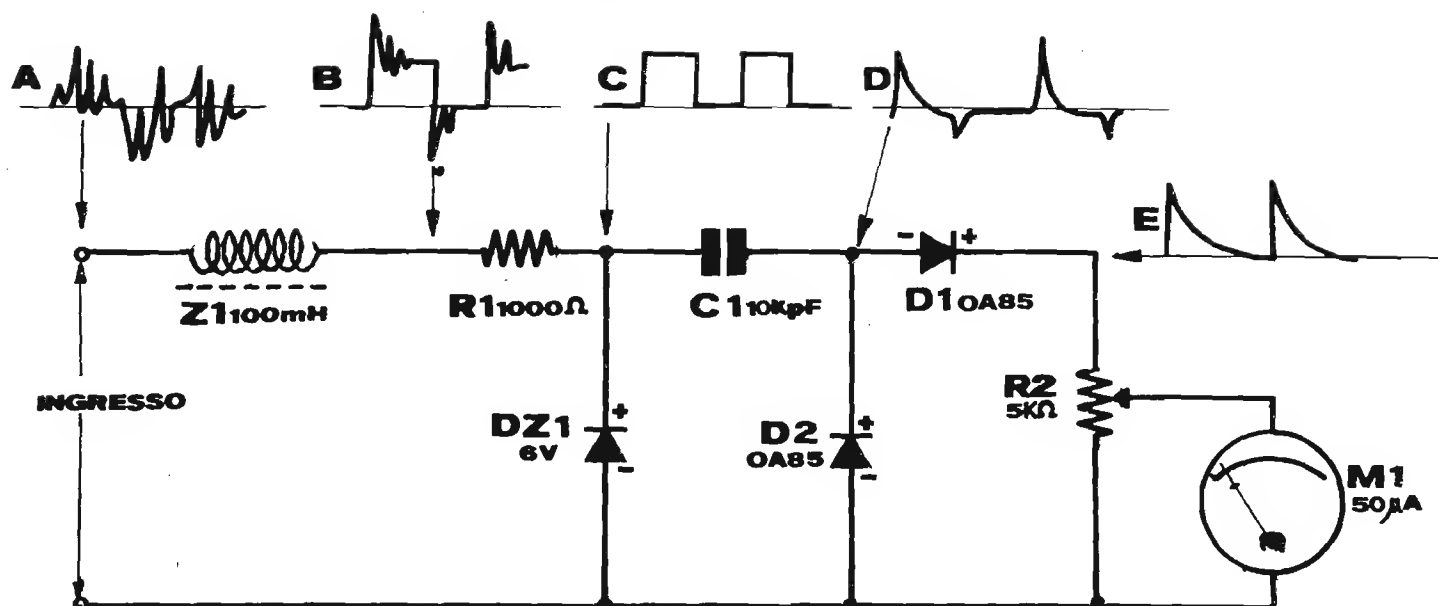 A
B
C
D
E
Z1 100mH
R1 1000Ω
C1 10KpF
D1 OA85
-
+
INGRESSO
DZ1
6V
+
-
D2
OA85
+
-
R2
5KΩ
M1
50µA